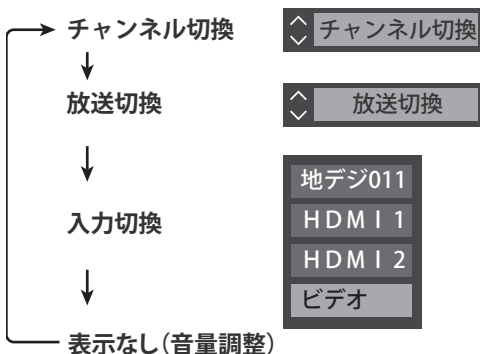 チャンネル切換
チャンネル切換
放送切換
放送切換
入力切換
地デジ011
ＨＤＭＩ１
ＨＤＭＩ２
ビデオ
表示なし（音量調整）